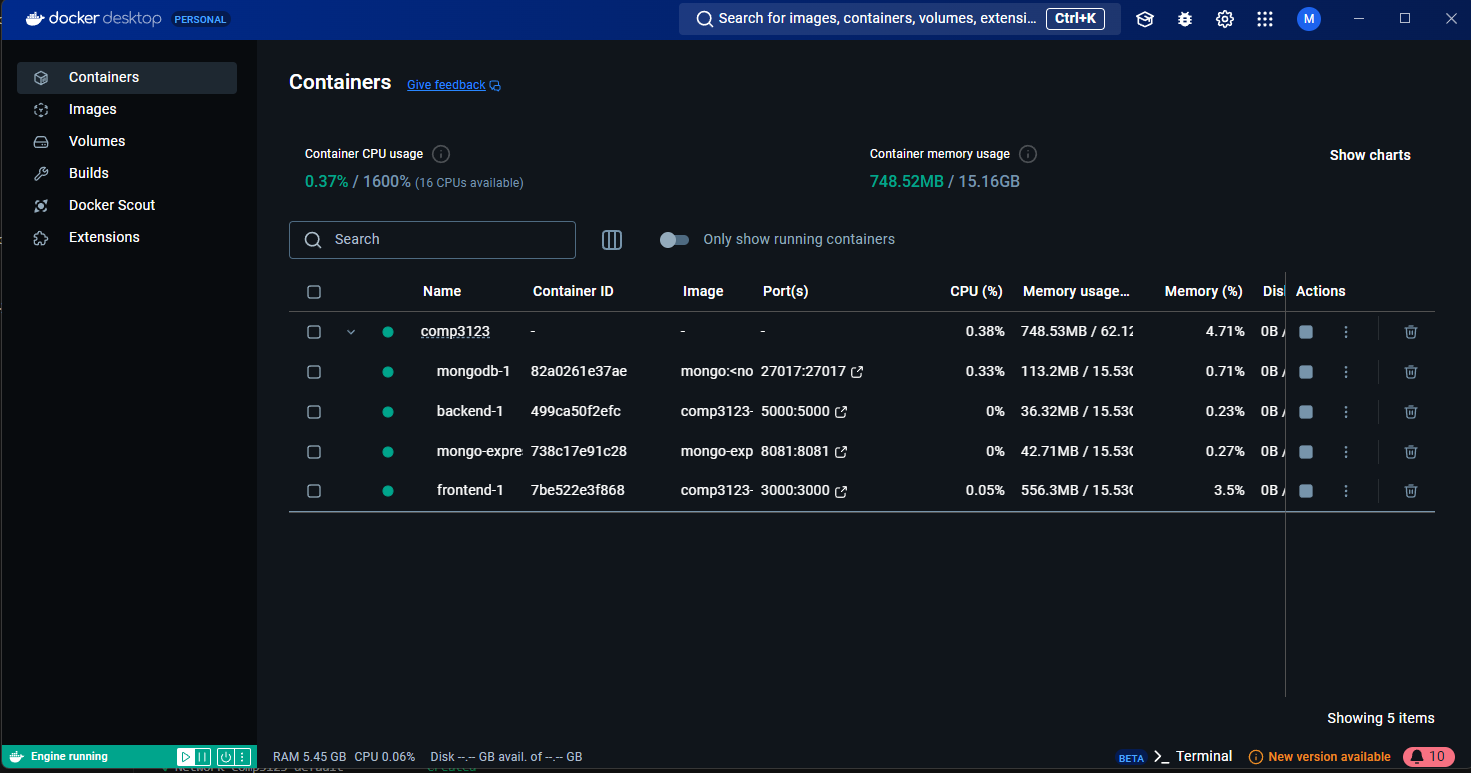 docker desktop PERSONAL Search for images, containers, volumes, extensi... Ctrl+K M
Containers
Images
Volumes
Builds
Docker Scout
Extensions
Containers Give feedback
Container CPU usage
0.37% / 1600% (16 CPUs available)
Container memory usage
748.52MB / 15.16GB
Show charts
Search
Only show running containers
Name Container ID Image Port(s) CPU (%) Memory usage... Memory (%) Dis Actions
comp3123 - - - 0.38% 748.53MB / 62.12 4.71% 0B /
mongodb-1 82a0261e37ae mongo:<no 27017:27017 0.33% 113.2MB / 15.53G 0.71% 0B /
backend-1 499ca50f2efc comp3123- 5000:5000 0% 36.32MB / 15.53G 0.23% 0B /
mongo-expre 738c17e91c28 mongo-exp 8081:8081 0% 42.71MB / 15.53G 0.27% 0B /
frontend-1 7be522e3f868 comp3123- 3000:3000 0.05% 556.3MB / 15.53G 3.5% 0B /
Showing 5 items
Engine running RAM 5.45 GB CPU 0.06% Disk --.-- GB avail. of --.-- GB BETA Terminal New version available 10